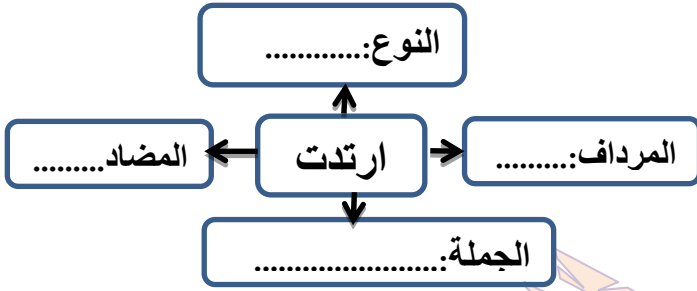 النوع:............
المرداف:.........
ارتدت
المضاد.........
الجملة:.......................